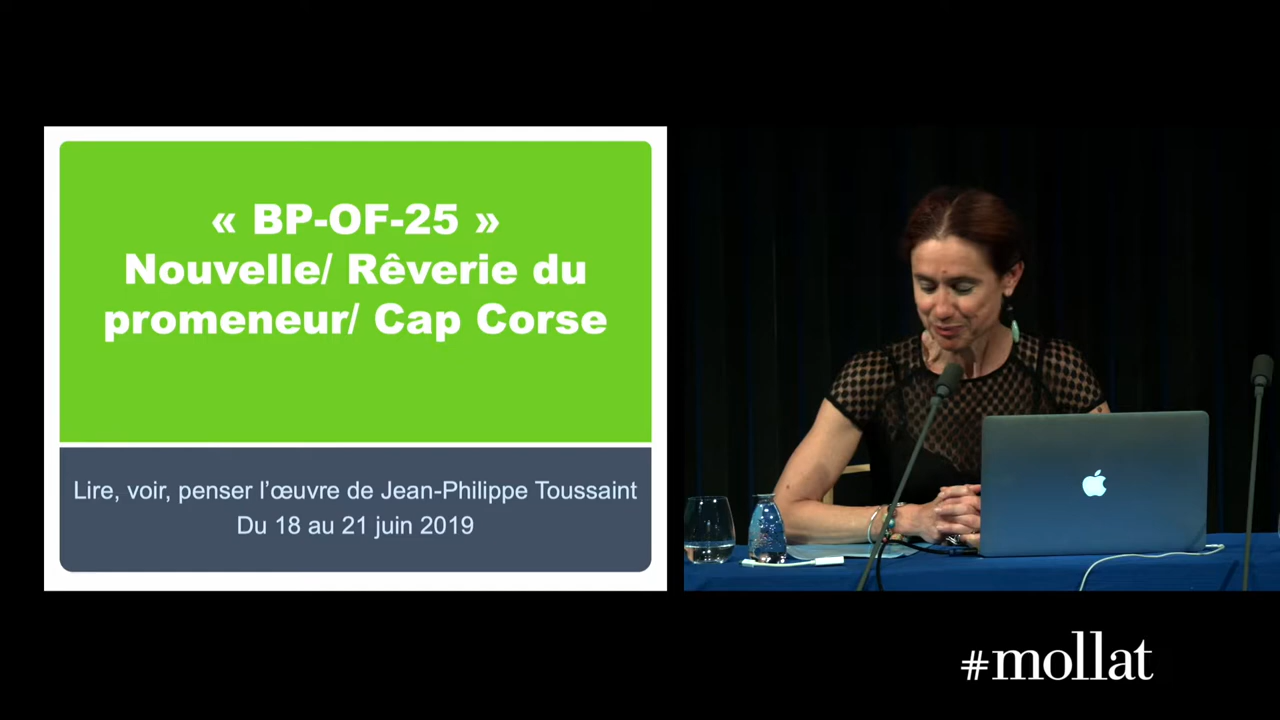 « BP-OF-25 »
Nouvelle/ Rêverie du
promeneur/ Cap Corse
Lire, voir, penser l’œuvre de Jean-Philippe Toussaint
Du 18 au 21 juin 2019
#mollat